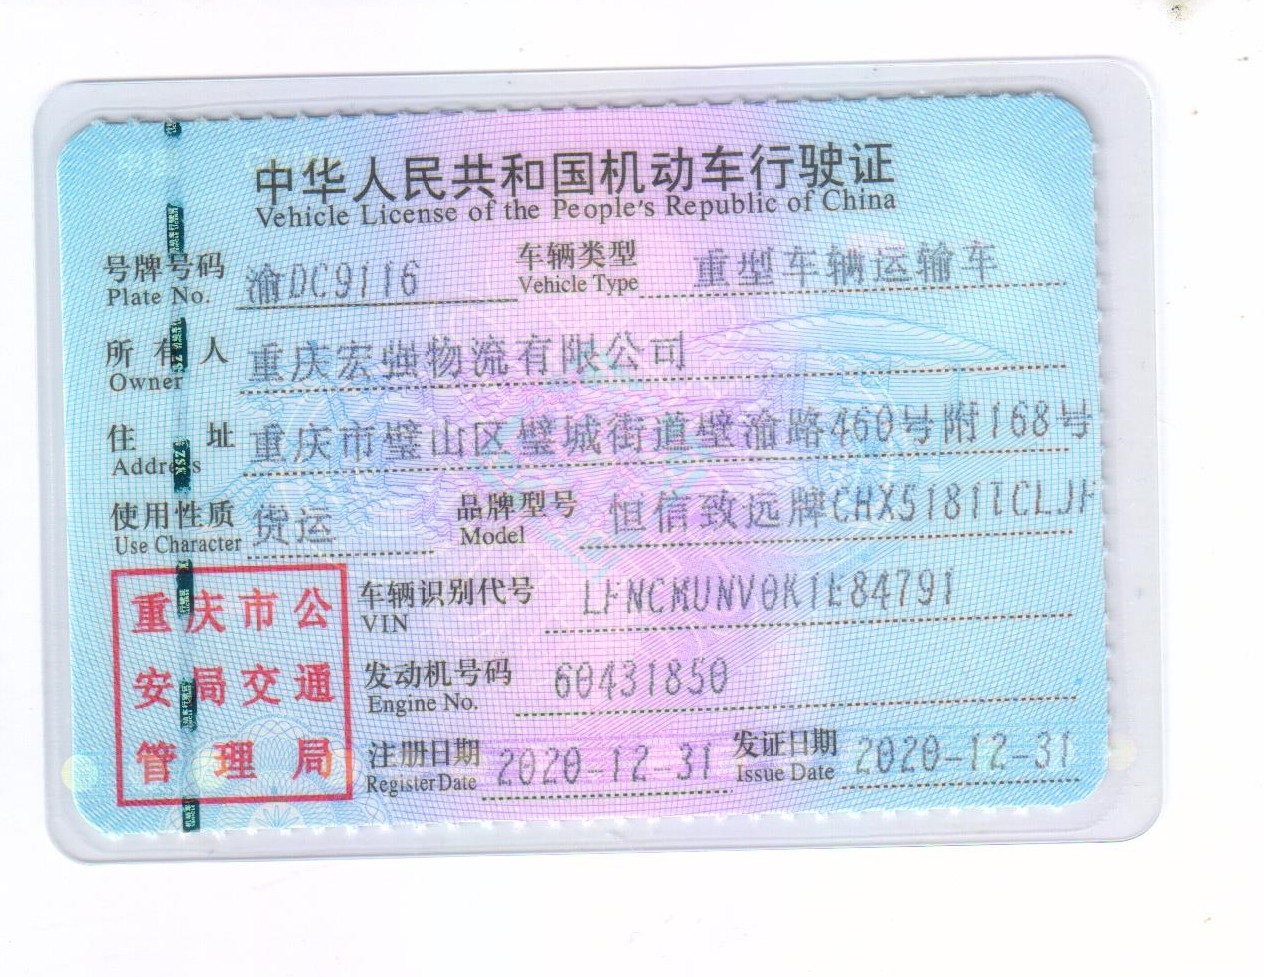 中华人民共和国机动车行驶证
Vehicle License of the People's Republic of China
号牌号码 渝DC9116 车辆类型 重型车辆运输车
Plate No. Vehicle Type
所有人 重庆宏强物流有限公司
Owner
住址 重庆市璧山区璧城街道璧渝路460号附168号
Address
使用性质 货运 品牌型号 恒信致远牌CHX5181TCLJF
Use Character Model
车辆识别代号 LFNCMUNV0K1E84791
VIN
发动机号码 60431850
Engine No.
注册日期 2020-12-31 发证日期 2020-12-31
Register Date Issue Date
重庆市公
安局交通
管理局